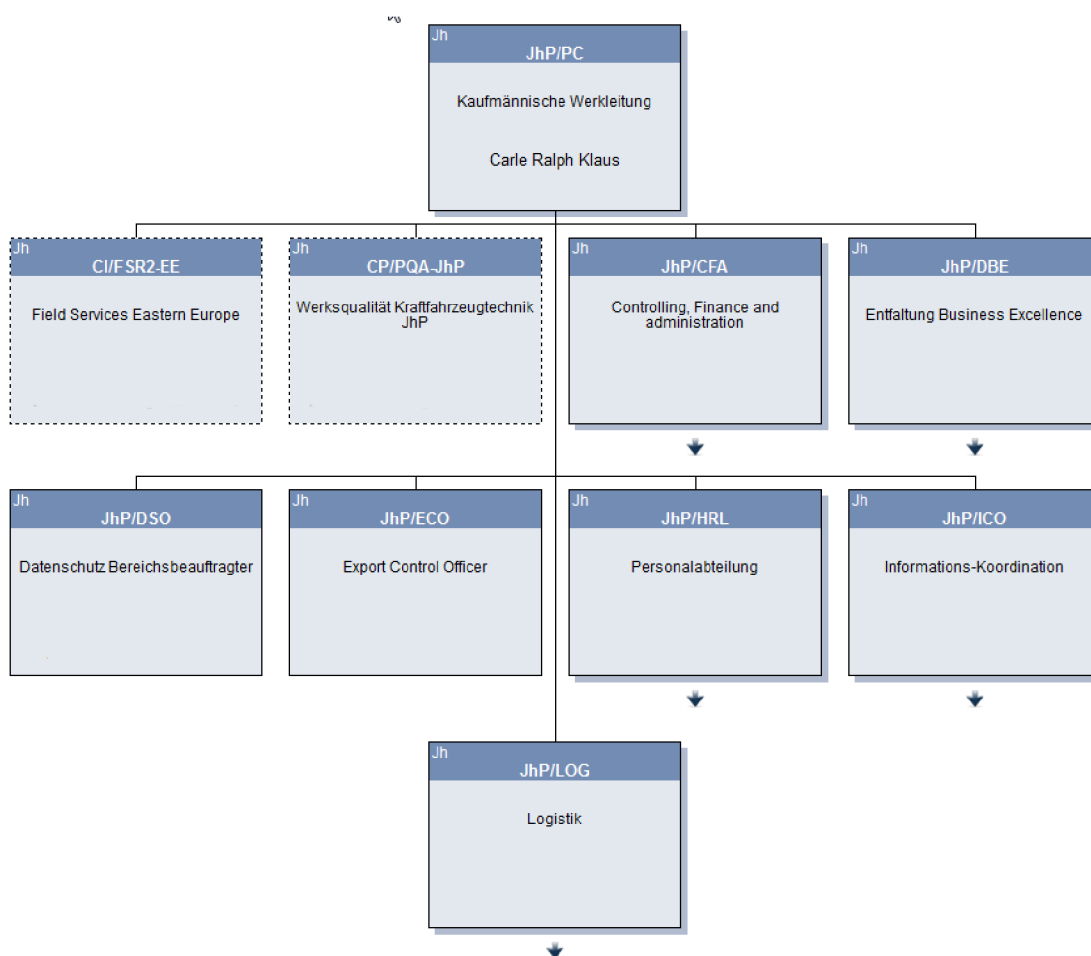 Jh
JhP/PC
Kaufmännische Werkleitung
Carle Ralph Klaus
Jh
CI/FSR2-EE
Field Services Eastern Europe
Jh
CP/PQA-JhP
Werksqualität Kraftfahrzeugtechnik
JhP
Jh
JhP/CFA
Controlling, Finance and
administration
Jh
JhP/DBE
Entfaltung Business Excellence
Jh
JhP/DSO
Datenschutz Bereichsbeauftragter
Jh
JhP/ECO
Export Control Officer
Jh
JhP/HRL
Personalabteilung
Jh
JhP/ICO
Informations-Koordination
Jh
JhP/LOG
Logistik